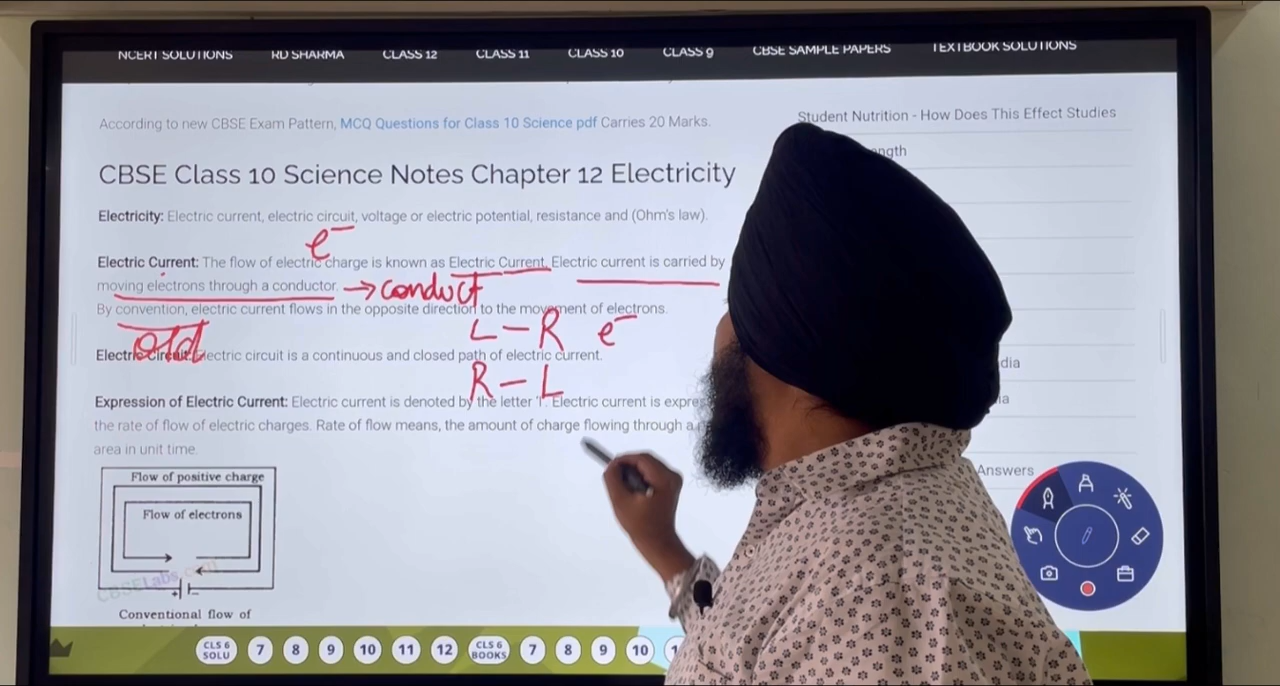 NCERT SOLUTIONS RD SHARMA CLASS 12 CLASS 11 CLASS 10 CLASS 9 CBSE SAMPLE PAPERS TEXTBOOK SOLUTIONS
According to new CBSE Exam Pattern, MCQ Questions for Class 10 Science pdf Carries 20 Marks.
CBSE Class 10 Science Notes Chapter 12 Electricity
Electricity: Electric current, electric circuit, voltage or electric potential, resistance and (Ohm's law).
e⁻
Electric Current: The flow of electric charge is known as Electric Current, Electric current is carried by
moving electrons through a conductor. → conduct
By convention, electric current flows in the opposite direction to the movement of electrons.
old
L – R e⁻
Electric Circuit: Electric circuit is a continuous and closed path of electric current.
R – L
Expression of Electric Current: Electric current is denoted by the letter 'I'. Electric current is expre
the rate of flow of electric charges. Rate of flow means, the amount of charge flowing through a
area in unit time.
Flow of positive charge
Flow of electrons
CBSELabs.com
+ –
Conventional flow of
Student Nutrition - How Does This Effect Studies
ngth
dia
ia
Answers
CLS 6 SOLU 7 8 9 10 11 12 CLS 6 BOOKS 7 8 9 10 1